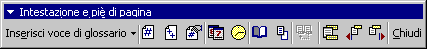 Intestazione e piè di pagina
Inserisci voce di glossario Chiudi